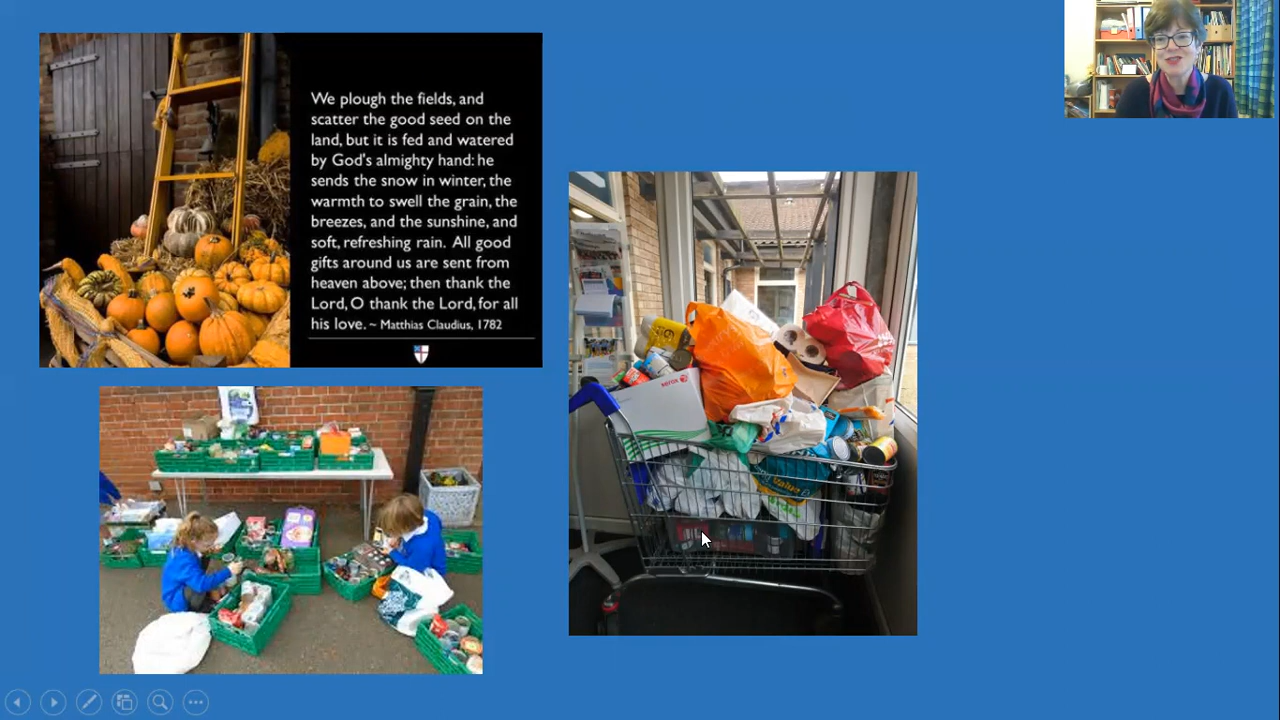 We plough the fields, and
scatter the good seed on the
land, but it is fed and watered
by God's almighty hand: he
sends the snow in winter, the
warmth to swell the grain, the
breezes, and the sunshine, and
soft, refreshing rain. All good
gifts around us are sent from
heaven above; then thank the
Lord, O thank the Lord, for all
his love. ~ Matthias Claudius, 1782
xerox
Value